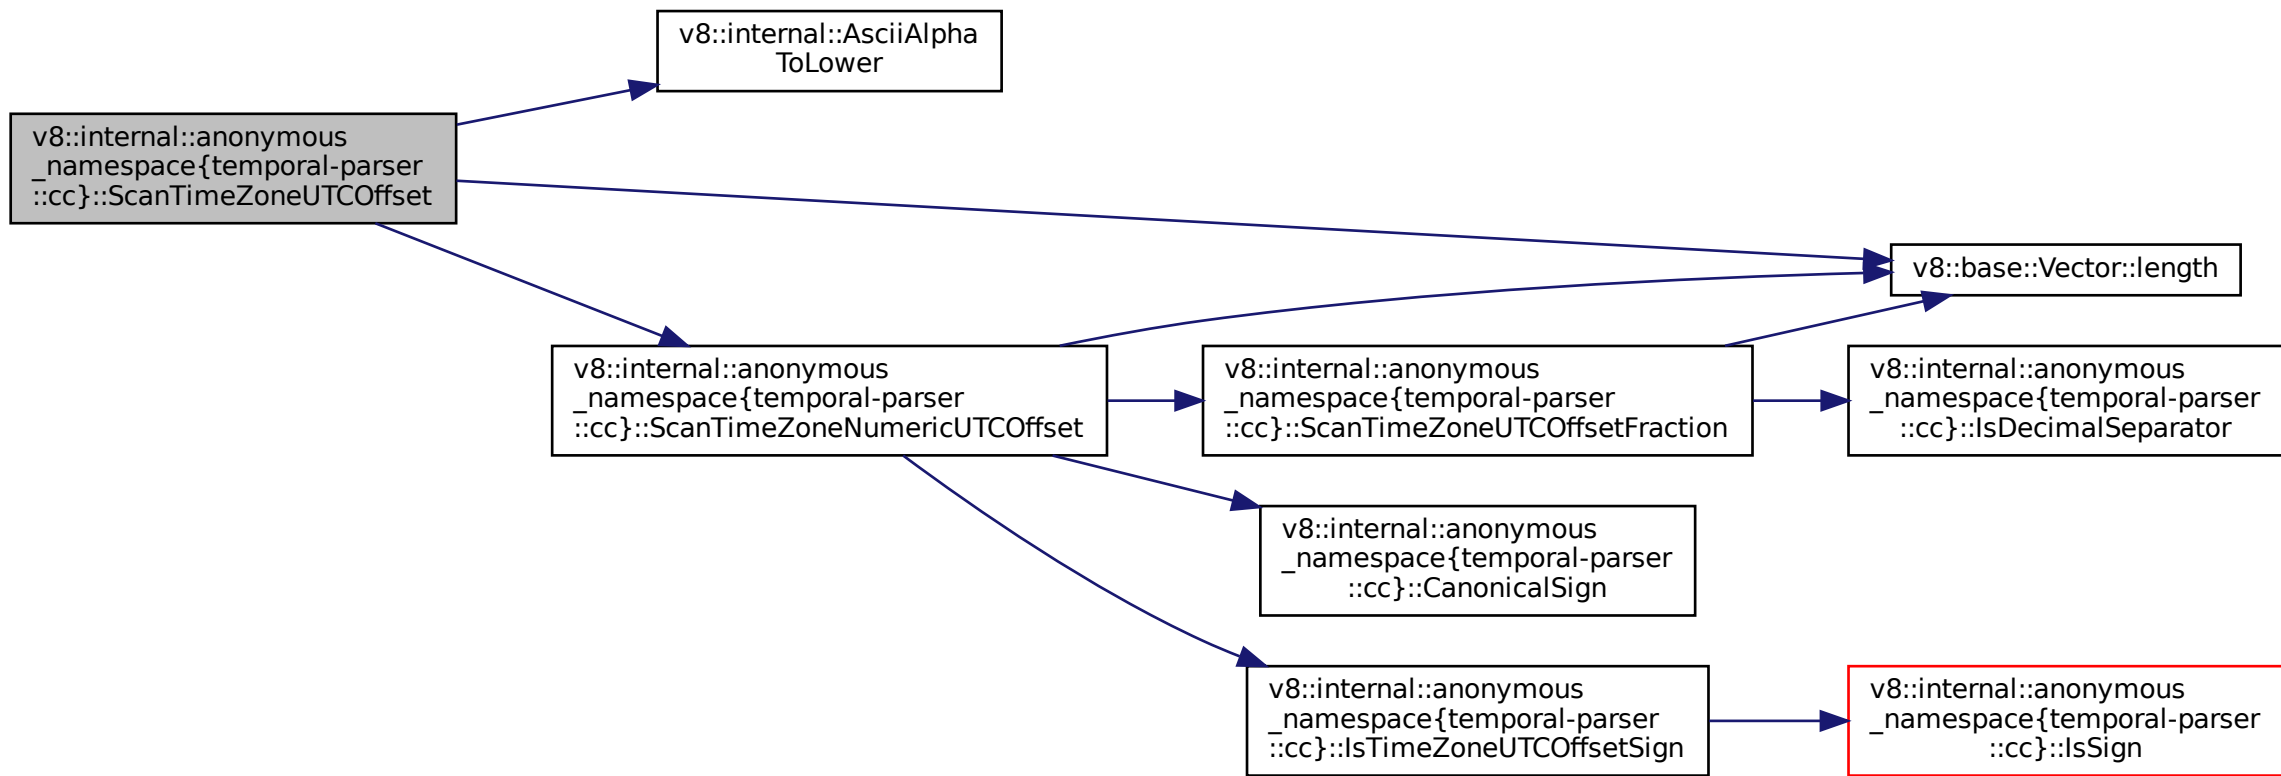 v8::internal::AsciiAlpha
ToLower
v8::internal::anonymous
_namespace{temporal-parser
::cc}::ScanTimeZoneUTCOffset
v8::base::Vector::length
v8::internal::anonymous
_namespace{temporal-parser
::cc}::ScanTimeZoneNumericUTCOffset
v8::internal::anonymous
_namespace{temporal-parser
::cc}::ScanTimeZoneUTCOffsetFraction
v8::internal::anonymous
_namespace{temporal-parser
::cc}::IsDecimalSeparator
v8::internal::anonymous
_namespace{temporal-parser
::cc}::CanonicalSign
v8::internal::anonymous
_namespace{temporal-parser
::cc}::IsTimeZoneUTCOffsetSign
v8::internal::anonymous
_namespace{temporal-parser
::cc}::IsSign